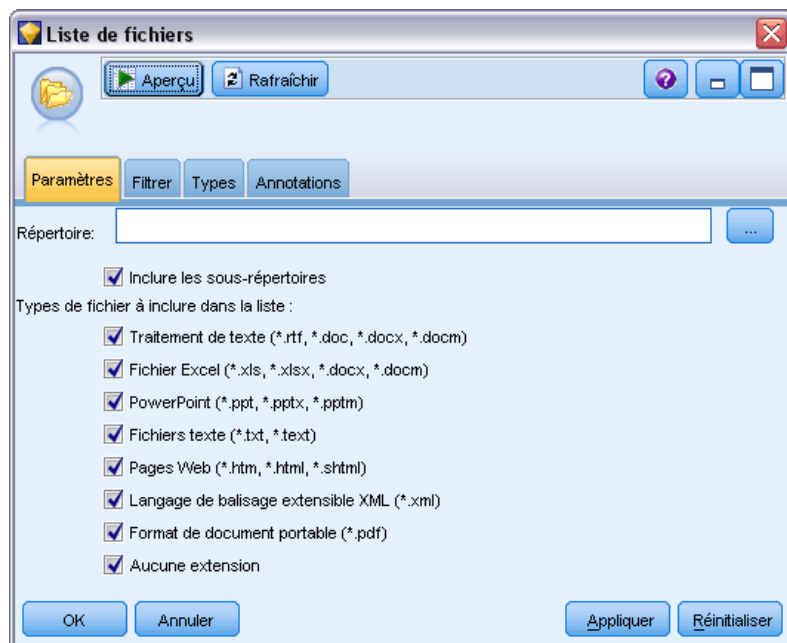 Liste de fichiers
Aperçu Rafraîchir
Paramètres Filtrer Types Annotations
Répertoire: ...
Inclure les sous-répertoires
Types de fichier à inclure dans la liste :
Traitement de texte (*.rtf, *.doc, *.docx, *.docm)
Fichier Excel (*.xls, *.xlsx, *.docx, *.docm)
PowerPoint (*.ppt, *.pptx, *.pptm)
Fichiers texte (*.txt, *.text)
Pages Web (*.htm, *.html, *.shtml)
Langage de balisage extensible XML (*.xml)
Format de document portable (*.pdf)
Aucune extension
OK Annuler Appliquer Réinitialiser